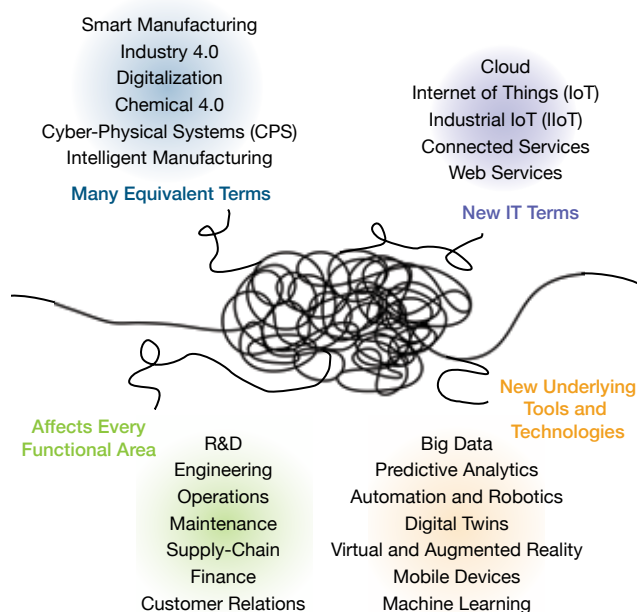 Smart Manufacturing
Industry 4.0
Digitalization
Chemical 4.0
Cyber-Physical Systems (CPS)
Intelligent Manufacturing
Many Equivalent Terms
Cloud
Internet of Things (IoT)
Industrial IoT (IIoT)
Connected Services
Web Services
New IT Terms
Affects Every
Functional Area
R&D
Engineering
Operations
Maintenance
Supply-Chain
Finance
Customer Relations
New Underlying
Tools and
Technologies
Big Data
Predictive Analytics
Automation and Robotics
Digital Twins
Virtual and Augmented Reality
Mobile Devices
Machine Learning